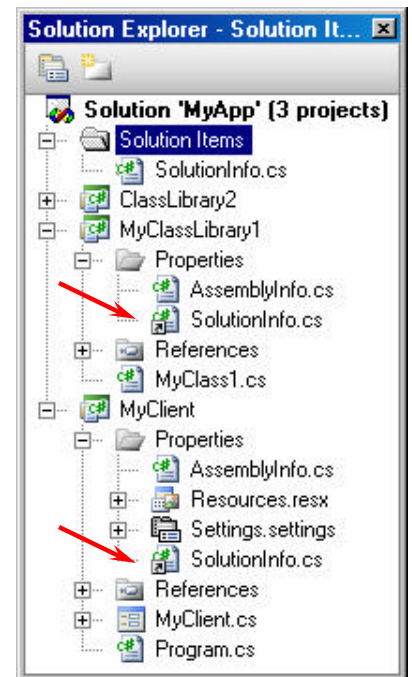 Solution Explorer - Solution It...
Solution 'MyApp' (3 projects)
Solution Items
SolutionInfo.cs
ClassLibrary2
MyClassLibrary1
Properties
AssemblyInfo.cs
SolutionInfo.cs
References
MyClass1.cs
MyClient
Properties
AssemblyInfo.cs
Resources.resx
Settings.settings
SolutionInfo.cs
References
MyClient.cs
Program.cs